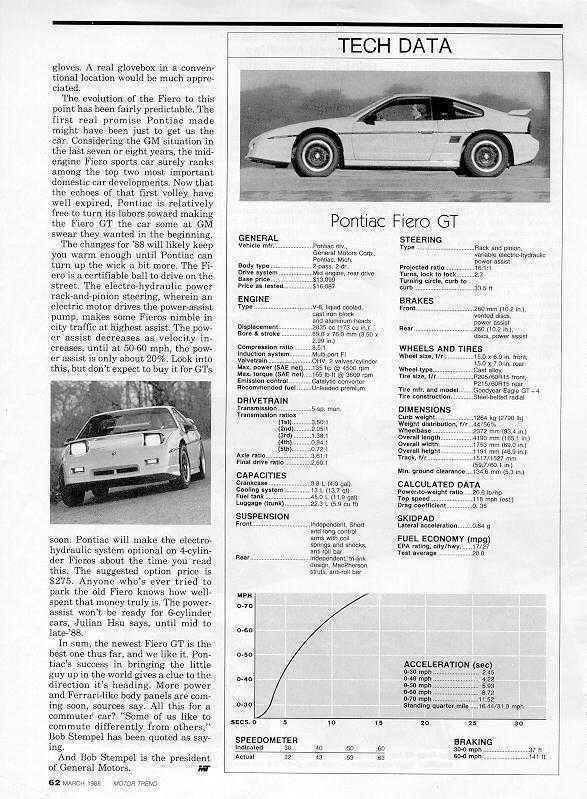 gloves. A real glovebox in a conven-
tional location would be much appre-
ciated.
The evolution of the Fiero to this
point has been fairly predictable. The
first real promise Pontiac made
might have been just to get us the
car. Considering the GM situation in
the last seven or eight years, the mid-
engine Fiero sports car surely ranks
among the top two most important
domestic car developments. Now that
the echoes of that first volley have
well expired, Pontiac is relatively
free to turn its labors toward making
the Fiero GT the car some at GM
swear they wanted in the beginning.
The changes for '88 will likely keep
you warm enough until Pontiac can
turn up the wick a bit more. The Fi-
ero is a certifiable ball to drive on the
street. The electro-hydraulic power
rack-and-pinion steering, wherein an
electric motor drives the power-assist
pump, makes some Fieros nimble in
city traffic at highest assist. The pow-
er assist decreases as velocity in-
creases, until at 50-60 mph, the pow-
er assist is only about 20%. Look into
this, but don't expect to buy it for GTs
soon. Pontiac will make the electro-
hydraulic system optional on 4-cylin-
der Fieros about the time you read
this. The suggested option price is
$275. Anyone who's ever tried to
park the old Fiero knows how well-
spent that money truly is. The power-
assist won't be ready for 6-cylinder
cars, Julian Hsu says, until mid to
late-'88.
In sum, the newest Fiero GT is the
best one thus far, and we like it. Pon-
tiac's success in bringing the little
guy up in the world gives a clue to the
direction it's heading. More power
and Ferrari-like body panels are com-
ing soon, sources say. All this for a
commuter car? "Some of us like to
commute differently from others,"
Bob Stempel has been quoted as say-
ing.
And Bob Stempel is the president
of General Motors. MT
62 MARCH 1988 MOTOR TREND
TECH DATA
Pontiac Fiero GT
GENERAL
Vehicle mfr. Pontiac div.,
General Motors Corp.,
Pontiac, Mich.
Body type 2-pass. 2-dr.
Drive system Mid engine, rear drive
Base price $13,999
Price as tested $16,687
ENGINE
Type V-6, liquid cooled,
cast iron block
and aluminum heads
Displacement 2835 cc (173 cu in.)
Bore & stroke 89.0 x 76.0 mm (3.50 x
2.99 in.)
Compression ratio 8.5:1
Induction system Multi port FI
Valvetrain OHV, 2 valves/cylinder
Max. power (SAE net) 135 hp @ 4500 rpm
Max. torque (SAE net) 165 lb-ft @ 3600 rpm
Emission control Catalytic convertor
Recommended fuel Unleaded premium
DRIVETRAIN
Transmission 5-sp. man.
Transmission ratios
(1st) 3.50:1
(2nd) 2.05:1
(3rd) 1.38:1
(4th) 0.94:1
(5th) 0.72:1
Axle ratio 3.61:1
Final drive ratio 2.60:1
CAPACITIES
Crankcase 3.8 L (4.0 gal)
Cooling system 13 L (13.7 qt)
Fuel tank 45.0 L (11.9 gal)
Luggage (trunk) 22.3 L (5.9 cu ft)
SUSPENSION
Front Independent, Short
and long control
arms with coil
springs and shocks,
anti-roll bar
Rear Independent, tri-link
design, MacPherson
struts, anti-roll bar
STEERING
Type Rack and pinion,
variable electro-hydraulic
power assist
Projected ratio 16.1:1
Turns, lock to lock 2.7
Turning circle, curb to
curb 33.5 ft
BRAKES
Front 260 mm (10.2 in.),
vented discs,
power assist
Rear 260 (10.2 in.),
discs, power assist
WHEELS AND TIRES
Wheel size, f/r 15.0 x 6.0 in. front,
15.0 x 7.0 in. rear
Wheel type Cast alloy
Tire size, f/r P205/60R15 front,
P215/60R15 rear
Tire mfr. and model Goodyear Eagle GT+4
Tire construction Steel-belted radial
DIMENSIONS
Curb weight 1264 kg (2790 lb)
Weight distribution, f/r 44/56%
Wheelbase 2372 mm (93.4 in.)
Overall length 4193 mm (165.1 in.)
Overall width 1753 mm (69.0 in.)
Overall height 1191 mm (46.9 in.)
Track, f/r 1517/1527 mm
(59.7/60.1 in.)
Min. ground clearance 134.6 mm (5.3 in.)
CALCULATED DATA
Power-to-weight ratio 20.6 lb/hp
Top speed 118 mph (est)
Drag coefficient 0.36
SKIDPAD
Lateral acceleration 0.84 g
FUEL ECONOMY (mpg)
EPA rating, city/hwy. 17/27
Test average 20.8
MPH
0-70
0-60
0-50
0-40
0-30
SECS. 0 5 10 15 20 25 30
ACCELERATION (sec)
0-30 mph 2.45
0-40 mph 4.22
0-50 mph 5.93
0-60 mph 8.72
0-70 mph 11.52
Standing quarter mile 16.44/81.9 mph
SPEEDOMETER
Indicated 30 40 50 60
Actual 32 43 53 63
BRAKING
30-0 mph 37 ft
60-0 mph 141 ft